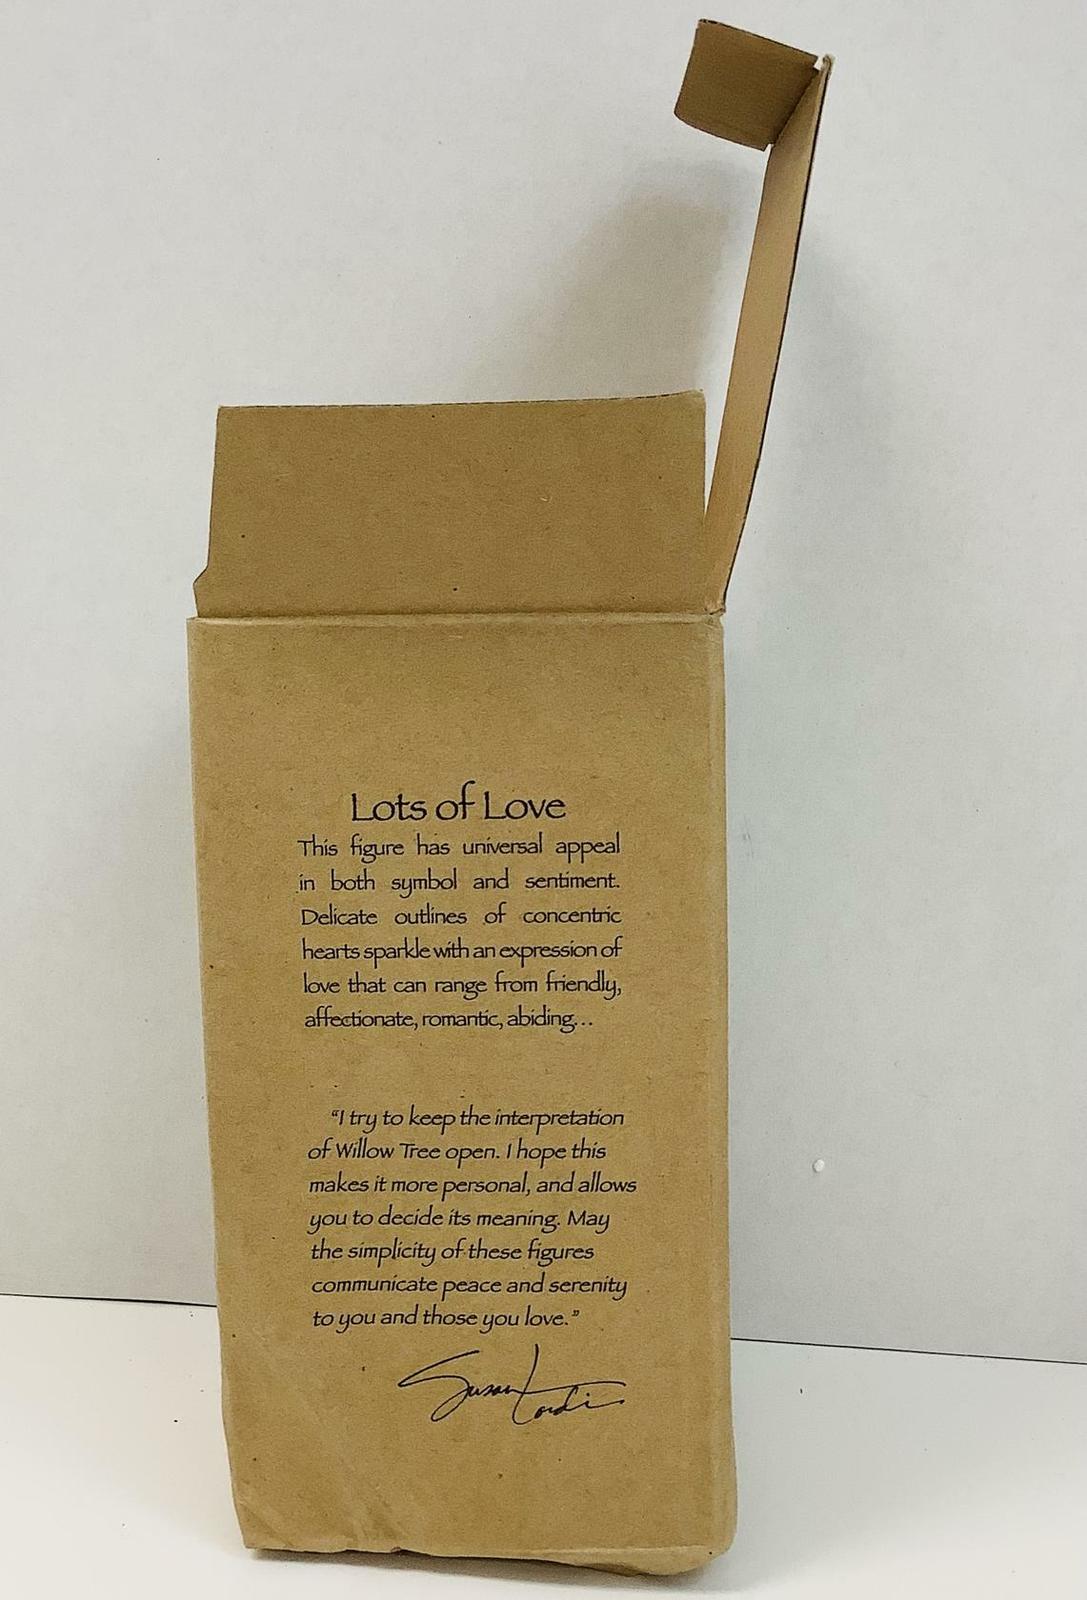 Lots of Love
This figure has universal appeal
in both symbol and sentiment.
Delicate outlines of concentric
hearts sparkle with an expression of
love that can range from friendly,
affectionate, romantic, abiding...
"I try to keep the interpretation
of Willow Tree open. I hope this
makes it more personal, and allows
you to decide its meaning. May
the simplicity of these figures
communicate peace and serenity
to you and those you love."
Susan Lordi